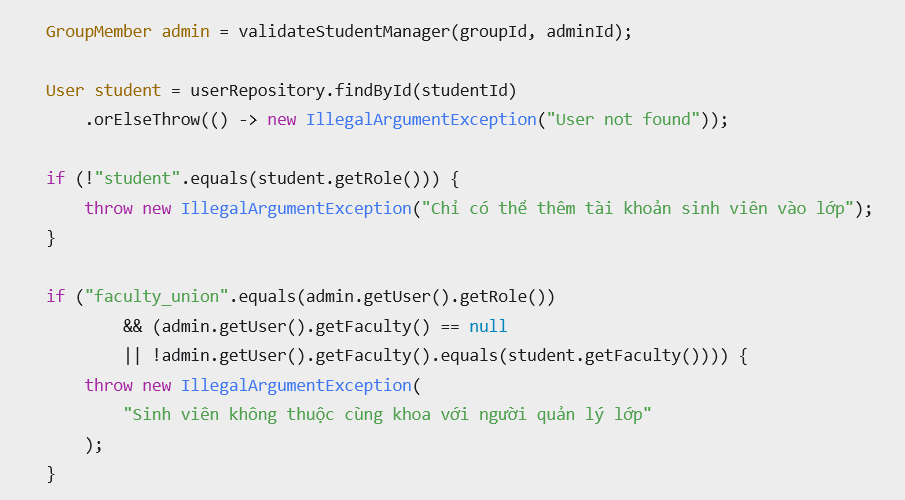 GroupMember admin = validateStudentManager(groupId, adminId);
User student = userRepository.findById(studentId)
.orElseThrow(() -> new IllegalArgumentException("User not found"));
if (!"student".equals(student.getRole())) {
throw new IllegalArgumentException("Chỉ có thể thêm tài khoản sinh viên vào lớp");
}
if ("faculty_union".equals(admin.getUser().getRole())
&& (admin.getUser().getFaculty() == null
|| !admin.getUser().getFaculty().equals(student.getFaculty()))) {
throw new IllegalArgumentException(
"Sinh viên không thuộc cùng khoa với người quản lý lớp"
);
}